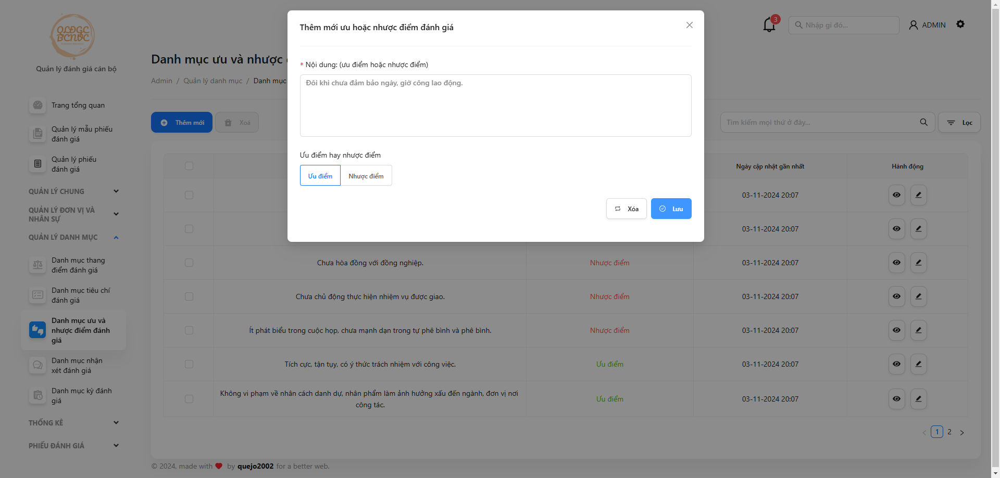 QLĐGC
BCNVC
Quản lý đánh giá cán bộ
Trang tổng quan
Quản lý mẫu phiếu
đánh giá
Quản lý phiếu
đánh giá
QUẢN LÝ CHUNG
QUẢN LÝ ĐƠN VỊ VÀ
NHÂN SỰ
QUẢN LÝ DANH MỤC
Danh mục thang
điểm đánh giá
Danh mục tiêu chí
đánh giá
Danh mục ưu và
nhược điểm đánh
giá
Danh mục nhận
xét đánh giá
Danh mục kỳ đánh
giá
THỐNG KÊ
PHIẾU ĐÁNH GIÁ
3
Nhập gì đó...
ADMIN
Danh mục ưu và nhược
Admin / Quản lý danh mục / Danh mục
Thêm mới
Xoá
Tìm kiếm mọi thứ ở đây...
Lọc
Thêm mới ưu hoặc nhược điểm đánh giá
* Nội dung: (ưu điểm hoặc nhược điểm)
Đôi khi chưa đảm bảo ngày, giờ công lao động.
Ưu điểm hay nhược điểm
Ưu điểm
Nhược điểm
Xóa
Lưu
Ngày cập nhật gần nhất
Hành động
03-11-2024 20:07
03-11-2024 20:07
Chưa hòa đồng với đồng nghiệp. Nhược điểm 03-11-2024 20:07
Chưa chủ động thực hiện nhiệm vụ được giao. Nhược điểm 03-11-2024 20:07
Ít phát biểu trong cuộc họp, chưa mạnh dạn trong tự phê bình và phê bình. Nhược điểm 03-11-2024 20:07
Tích cực, tận tụy, có ý thức trách nhiệm với công việc. Ưu điểm 03-11-2024 20:07
Không vi phạm về nhân cách danh dự, nhân phẩm làm ảnh hưởng xấu đến ngành, đơn vị nơi
công tác.
Ưu điểm 03-11-2024 20:07
1 2
© 2024, made with by quejo2002 for a better web.